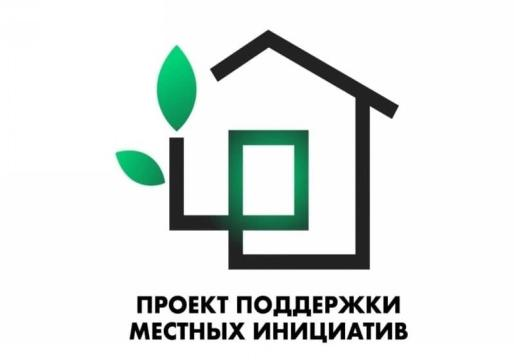 ПРОЕКТ ПОДДЕРЖКИ
МЕСТНЫХ ИНИЦИАТИВ